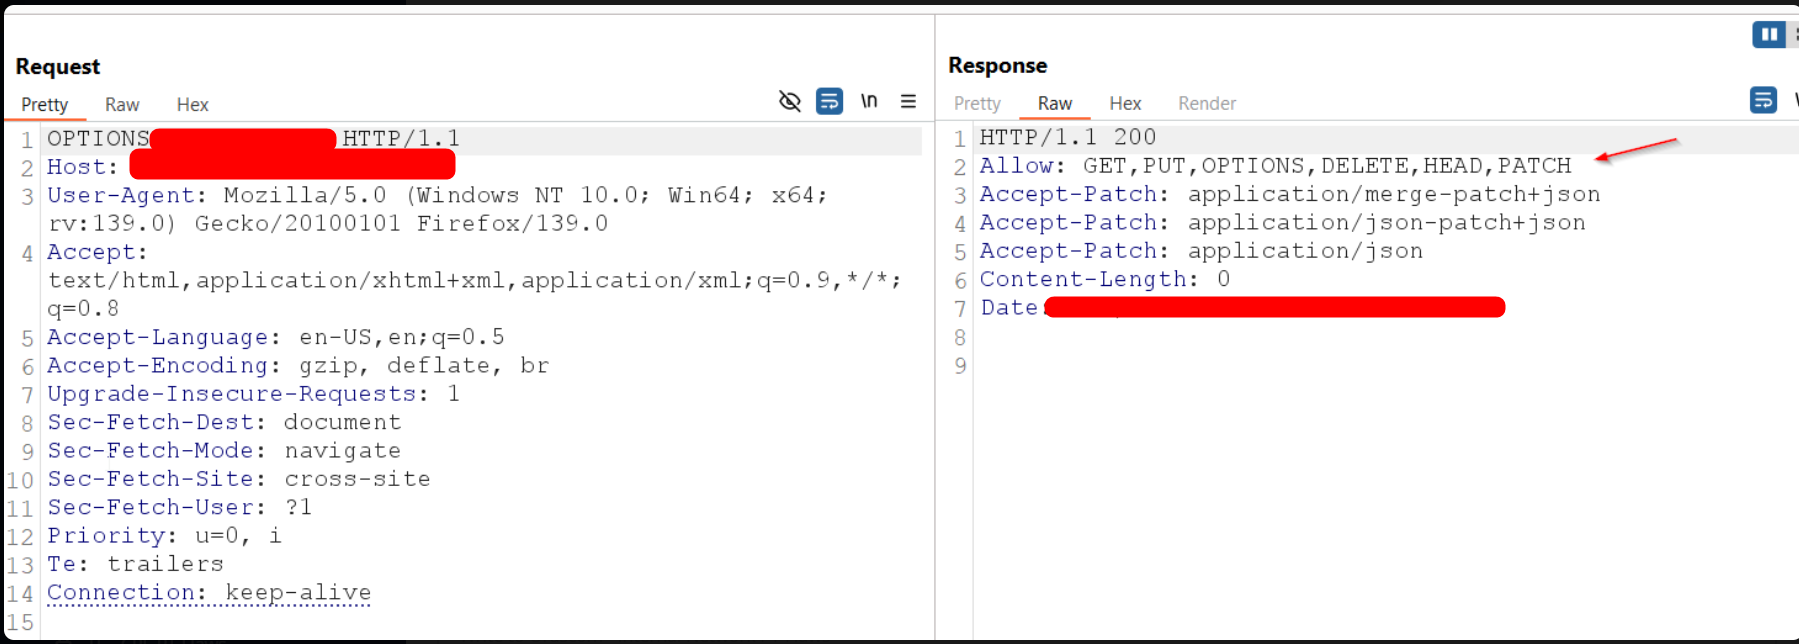 Request
Pretty Raw Hex
\n
1 OPTIONS HTTP/1.1
2 Host:
3 User-Agent: Mozilla/5.0 (Windows NT 10.0; Win64; x64;
rv:139.0) Gecko/20100101 Firefox/139.0
4 Accept:
text/html,application/xhtml+xml,application/xml;q=0.9,*/*;
q=0.8
5 Accept-Language: en-US,en;q=0.5
6 Accept-Encoding: gzip, deflate, br
7 Upgrade-Insecure-Requests: 1
8 Sec-Fetch-Dest: document
9 Sec-Fetch-Mode: navigate
10 Sec-Fetch-Site: cross-site
11 Sec-Fetch-User: ?1
12 Priority: u=0, i
13 Te: trailers
14 Connection: keep-alive
15
Response
Pretty Raw Hex Render
1 HTTP/1.1 200
2 Allow: GET,PUT,OPTIONS,DELETE,HEAD,PATCH
3 Accept-Patch: application/merge-patch+json
4 Accept-Patch: application/json-patch+json
5 Accept-Patch: application/json
6 Content-Length: 0
7 Date
8
9